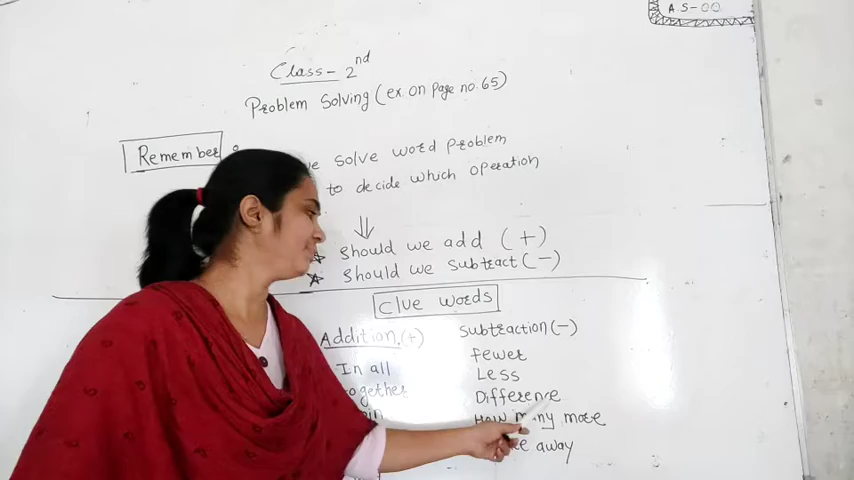 A.S-00
Class- 2nd
Problem Solving (ex. on page no. 65)
Remember
solve word problem
to decide which operation
should we add (+)
should we subtract (-)
Clue words
Addition (+)
subtraction (-)
In all
fewer
Less
together
Difference
How many more
away